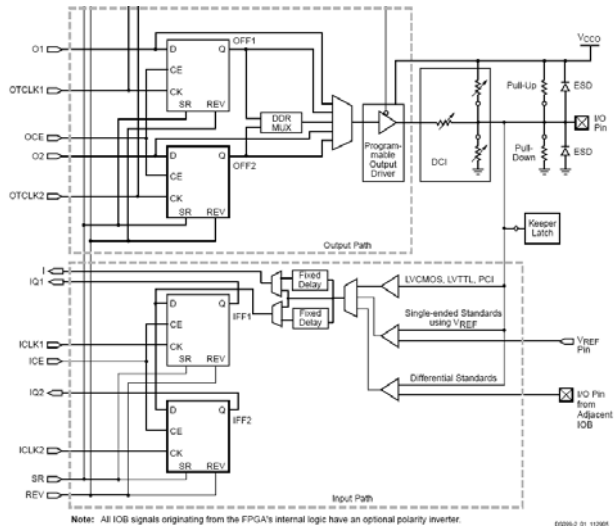 VCCO
O1
D
Q
OFF1
CE
OTCLK1
CK
SR
REV
Pull-Up
ESD
I/O
Pin
DDR
MUX
OCE
O2
D
Q
OFF2
Program-
mable
Output
Driver
DCI
Pull-
Down
ESD
CE
OTCLK2
CK
SR
REV
Keeper
Latch
Output Path
I
IQ1
Fixed
Delay
LVCMOS, LVTTL, PCI
D
Q
IFF1
Fixed
Delay
CE
Single-ended Standards
using VREF
ICLK1
CK
VREF
Pin
ICE
SR
REV
Differential Standards
IQ2
D
Q
IFF2
I/O Pin
from
Adjacent
IOB
CE
ICLK2
CK
SR
REV
SR
REV
Input Path
Note: All IOB signals originating from the FPGA's internal logic have an optional polarity inverter.